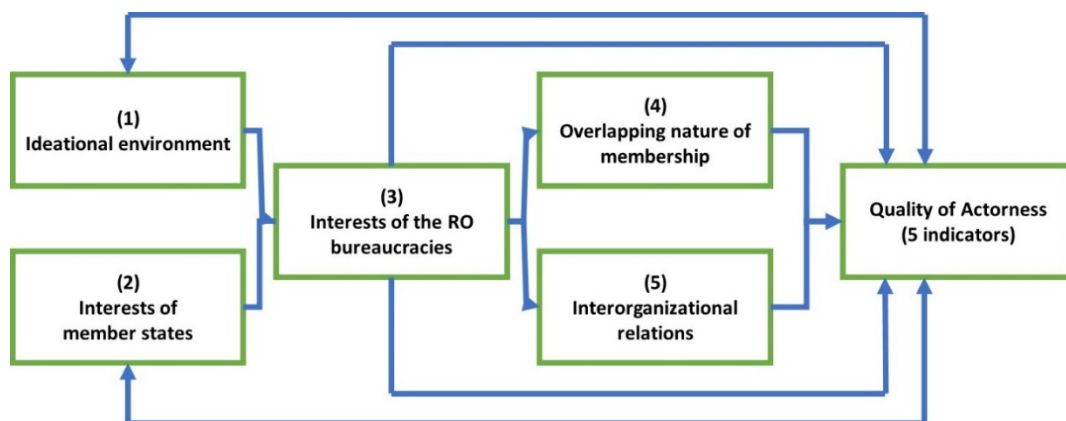 (1)
Ideational environment
(2)
Interests of
member states
(3)
Interests of the RO
bureaucracies
(4)
Overlapping nature of
membership
(5)
Interorganizational
relations
Quality of Actorness
(5 indicators)